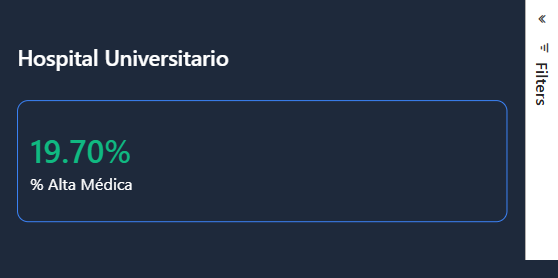 Hospital Universitario
19.70%
% Alta Médica
Filters